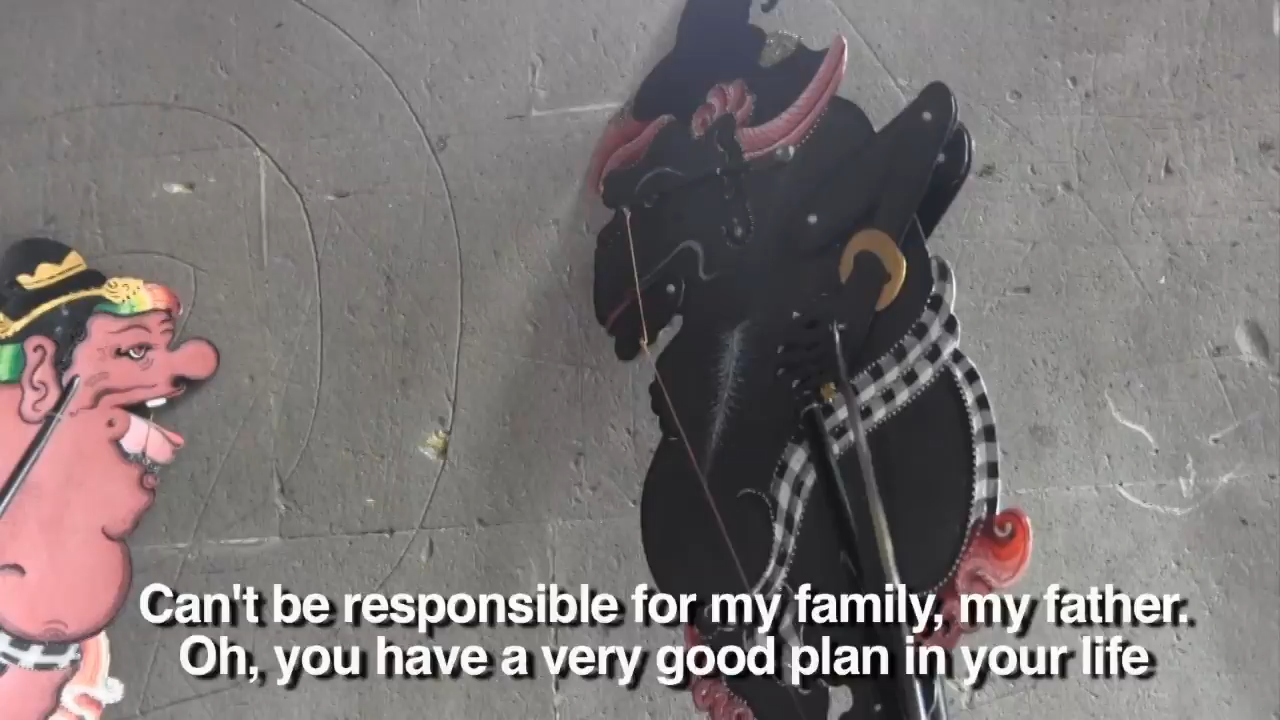 Can't be responsible for my family, my father.
Oh, you have a very good plan in your life